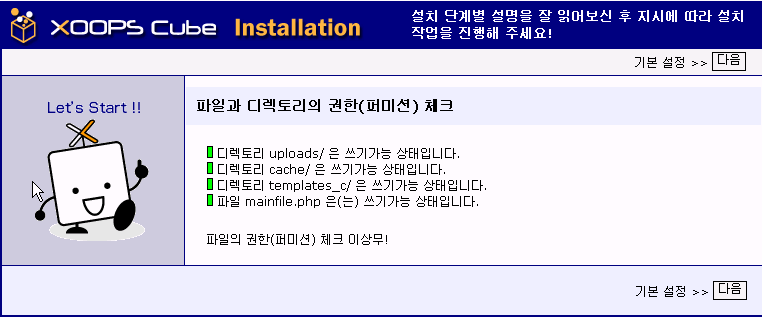 XOOPS Cube Installation
설치 단계별 설명을 잘 읽어보신 후 지시에 따라 설치
작업을 진행해 주세요!
기본 설정 >> 다음
Let's Start !!
파일과 디렉토리의 권한(퍼미션) 체크
디렉토리 uploads/ 은 쓰기가능 상태입니다.
디렉토리 cache/ 은 쓰기가능 상태입니다.
디렉토리 templates_c/ 은 쓰기가능 상태입니다.
파일 mainfile.php 은(는) 쓰기가능 상태입니다.
파일의 권한(퍼미션) 체크 이상무!
기본 설정 >> 다음